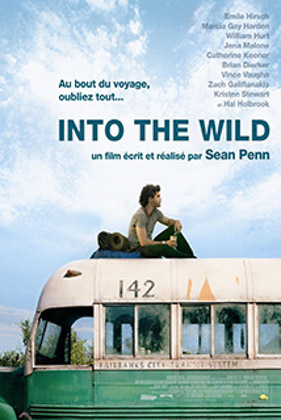 Emile Hirsch
Marcia Gay Harden
William Hurt
Jena Malone
Catherine Keener
Brian Dierker
Vince Vaughn
Zach Galifianakis
Kristen Stewart
et Hal Holbrook
Au bout du voyage,
oubliez tout...
INTO THE WILD
un film écrit et réalisé par Sean Penn
142
FAIRBANKS CITY TRANSIT SYSTEM